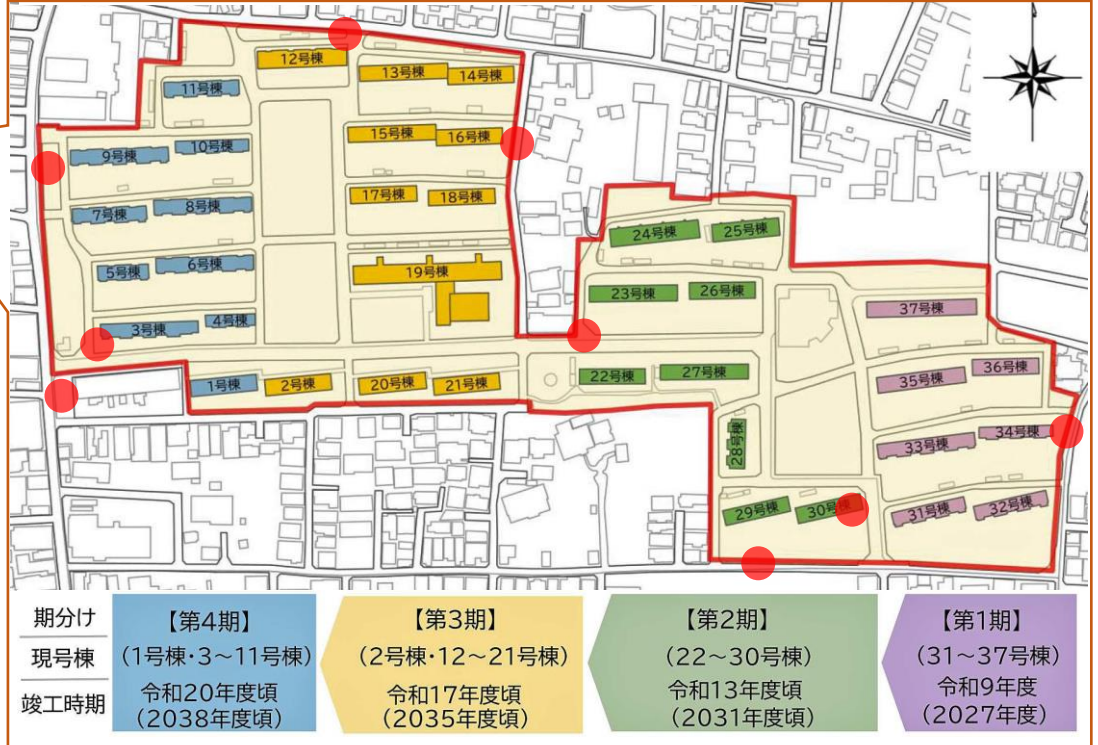 12号棟
13号棟
14号棟
11号棟
15号棟
16号棟
9号棟
10号棟
17号棟
18号棟
7号棟
8号棟
24号棟
25号棟
5号棟
6号棟
19号棟
23号棟
26号棟
37号棟
3号棟
4号棟
1号棟
2号棟
20号棟
21号棟
22号棟
27号棟
35号棟
36号棟
28号棟
33号棟
34号棟
29号棟
30号棟
31号棟
32号棟
期分け
【第4期】
【第3期】
【第2期】
【第1期】
現号棟
(1号棟・3～11号棟)
(2号棟・12～21号棟)
(22～30号棟)
(31～37号棟)
竣工時期
令和20年度頃
(2038年度頃)
令和17年度頃
(2035年度頃)
令和13年度頃
(2031年度頃)
令和9年度
(2027年度)